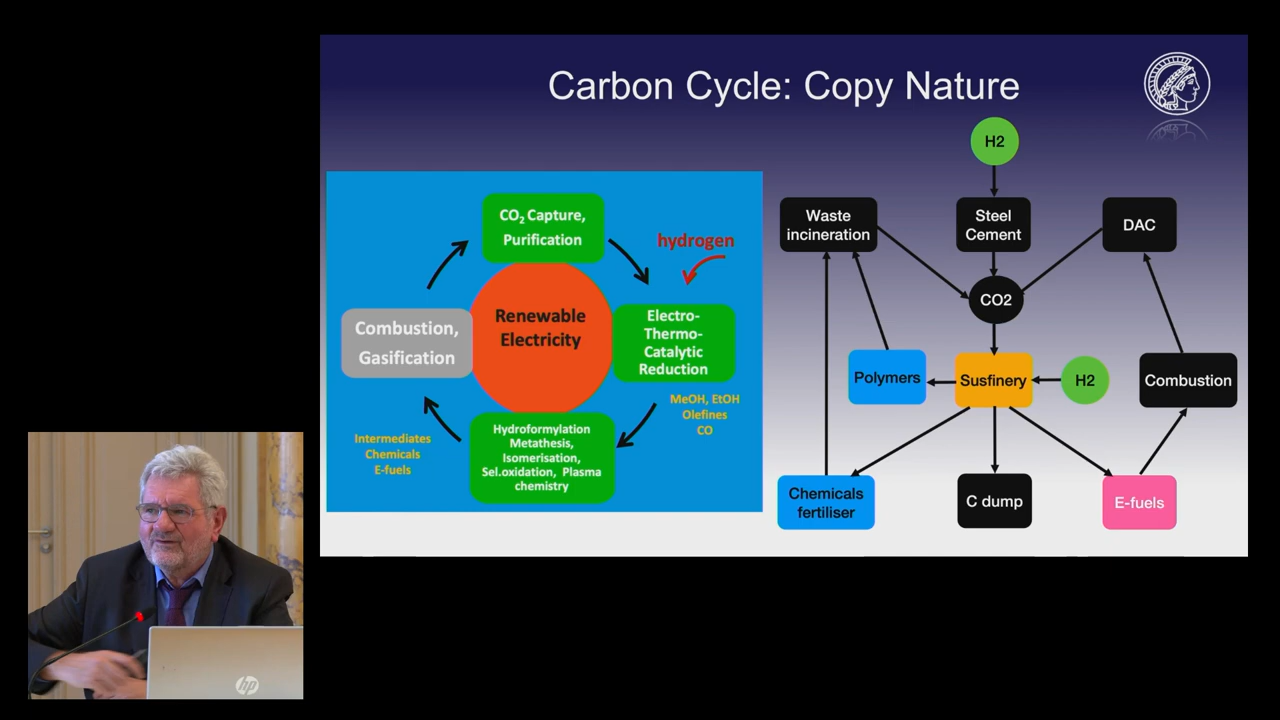 Carbon Cycle: Copy Nature
CO2 Capture,
Purification
hydrogen
Renewable
Electricity
Electro-
Thermo-
Catalytic
Reduction
Combustion,
Gasification
MeOH, EtOH
Olefines
CO
Hydroformylation
Metathesis,
Isomerisation,
Sel.oxidation, Plasma
chemistry
Intermediates
Chemicals
E-fuels
H2
Waste
incineration
Steel
Cement
DAC
CO2
Polymers
Susfinery
H2
Combustion
Chemicals
fertiliser
C dump
E-fuels
hp